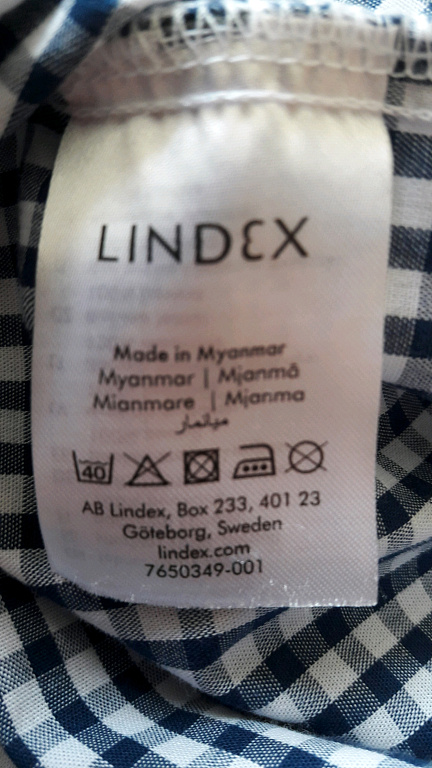 LINDEX
Made in Myanmar
Myanmar | Mjanmā
Mianmare | Mjanma
ميانمار
40
AB Lindex, Box 233, 401 23
Göteborg, Sweden
lindex.com
7650349-001